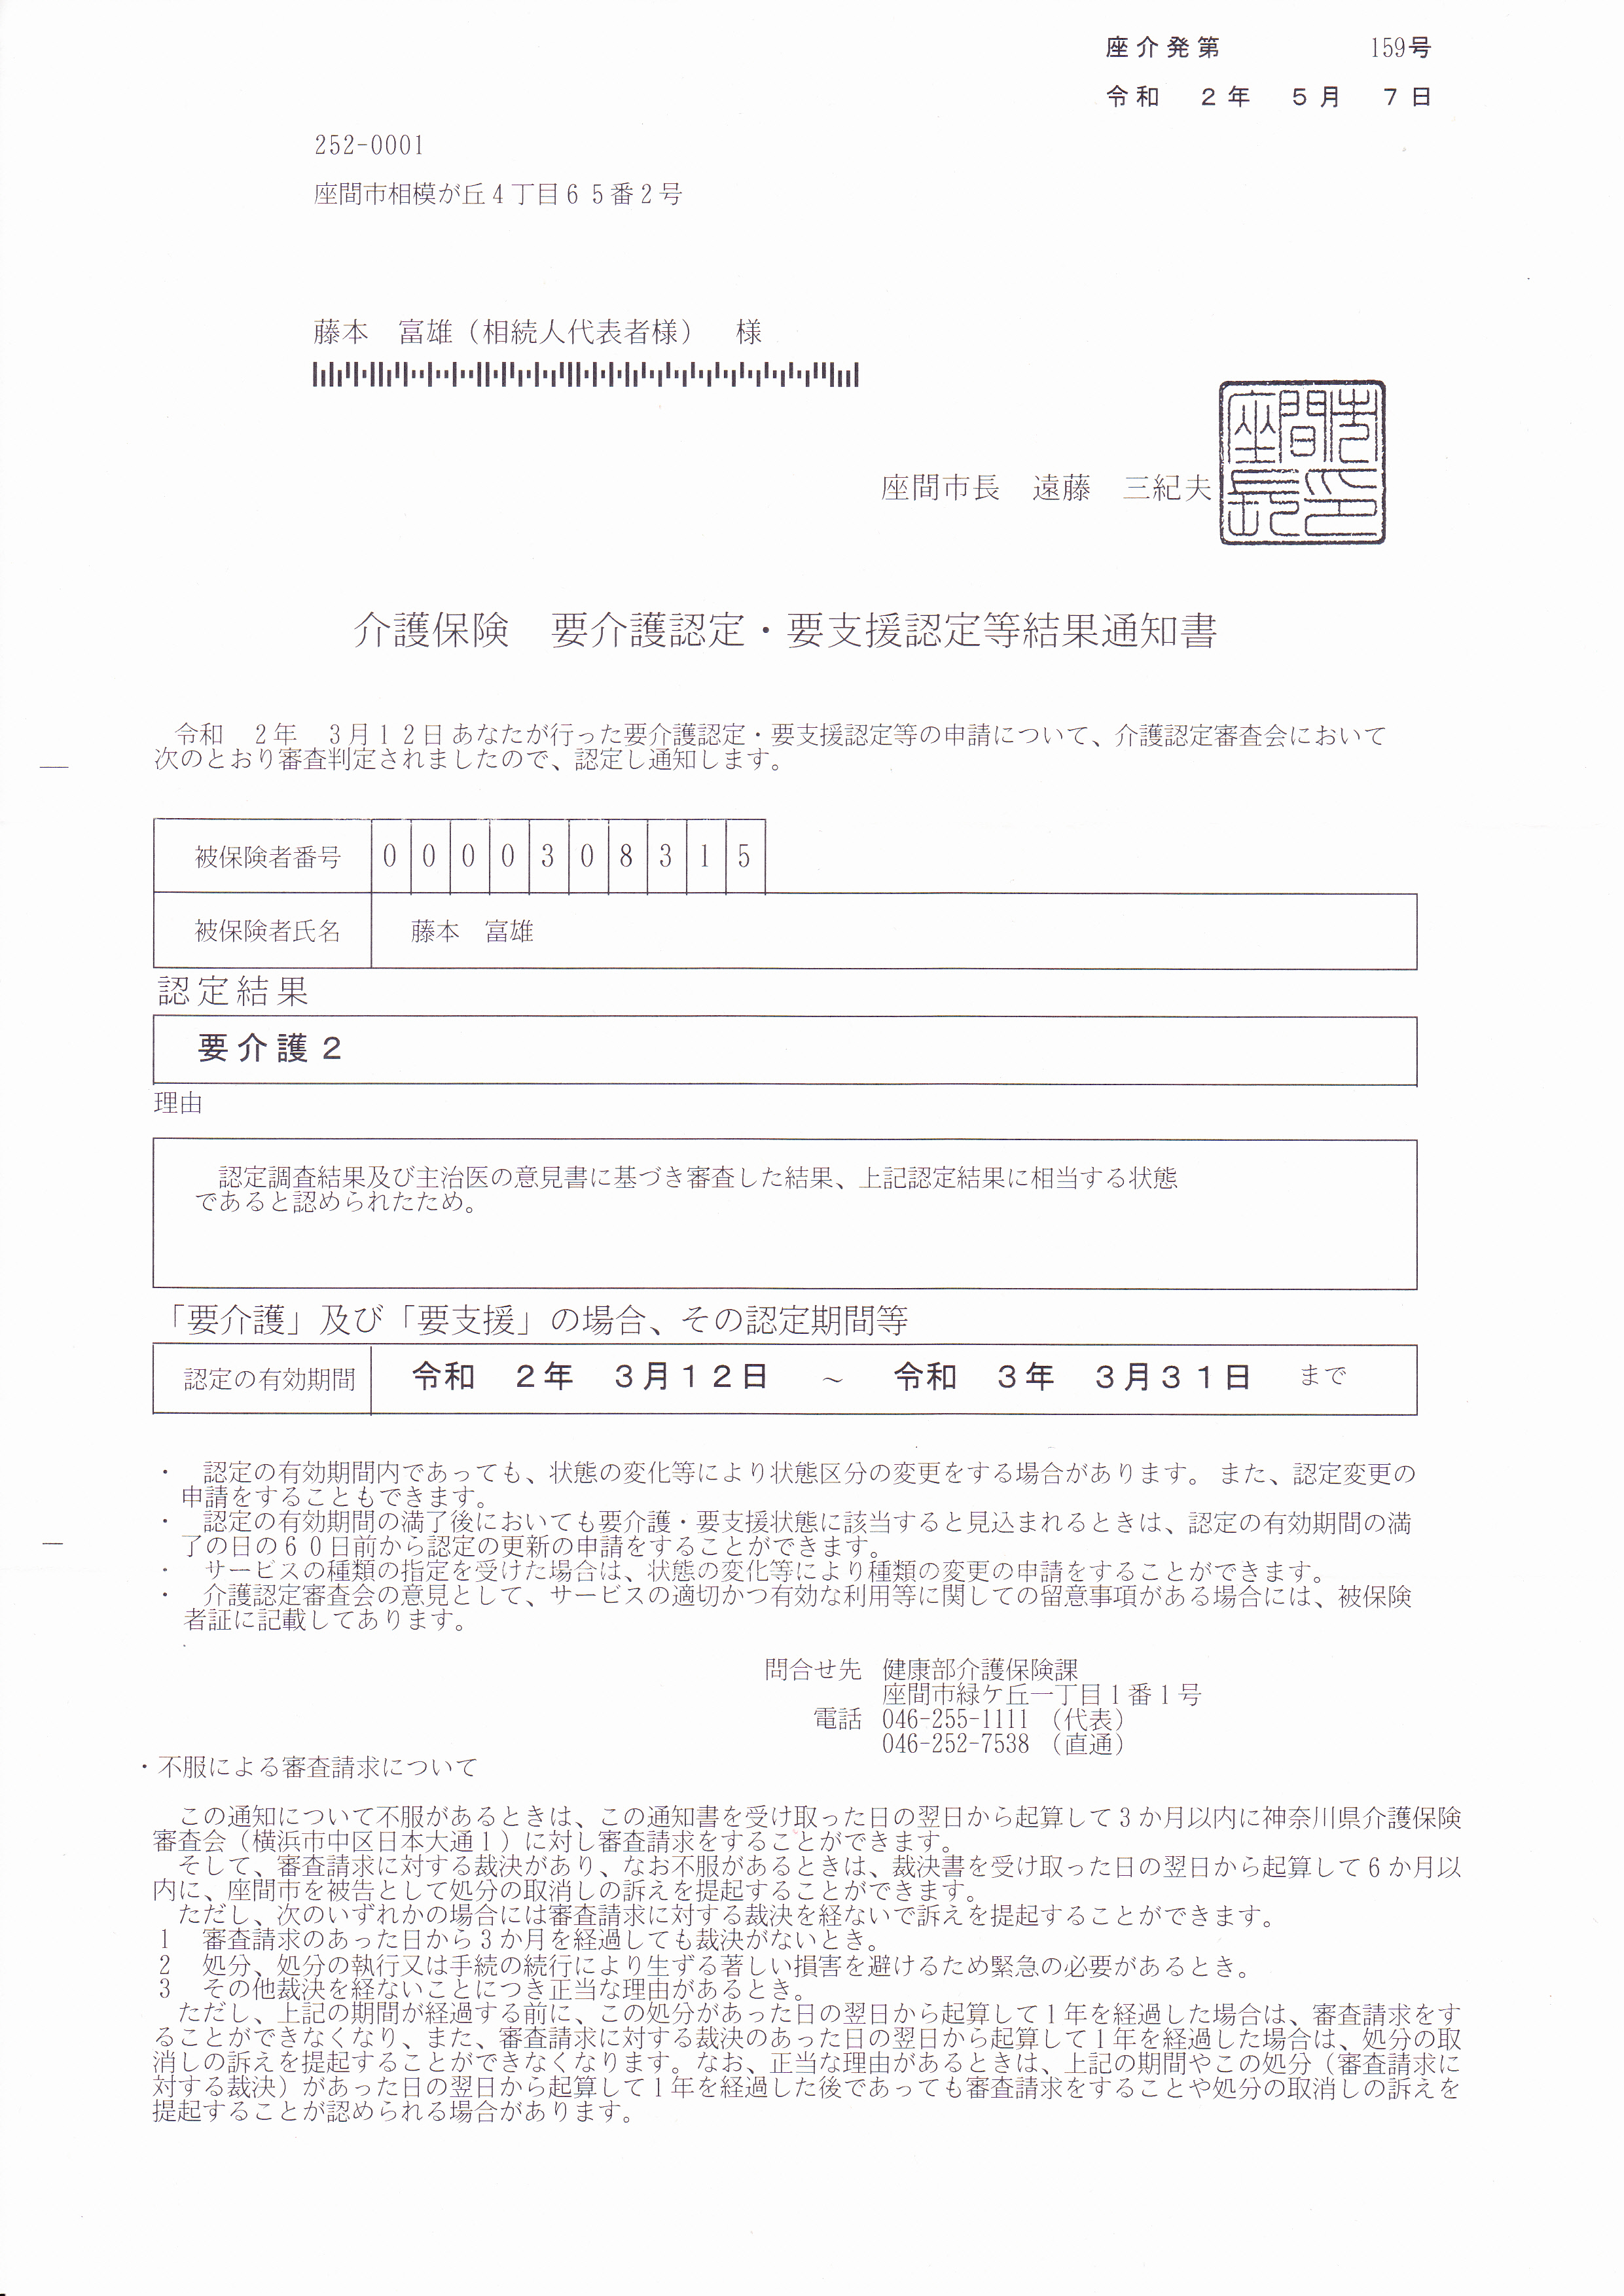 座介発第　159号
令和　２年　５月　７日
252-0001
座間市相模が丘４丁目６５番２号
藤本　富雄（相続人代表者様）　様
座間市長　遠藤　三紀夫
座間市長印
介護保険　要介護認定・要支援認定等結果通知書
令和　２年　３月１２日あなたが行った要介護認定・要支援認定等の申請について、介護認定審査会において
次のとおり審査判定されましたので、認定し通知します。
被保険者番号　0 0 0 0 3 0 8 3 1 5
被保険者氏名　藤本　富雄
認定結果
要介護２
理由
認定調査結果及び主治医の意見書に基づき審査した結果、上記認定結果に相当する状態
であると認められたため。
「要介護」及び「要支援」の場合、その認定期間等
認定の有効期間　令和　２年　３月１２日　～　令和　３年　３月３１日　まで
・　認定の有効期間内であっても、状態の変化等により状態区分の変更をする場合があります。また、認定変更の
申請をすることもできます。
・　認定の有効期間の満了後においても要介護・要支援状態に該当すると見込まれるときは、認定の有効期間の満
了の日の６０日前から認定の更新の申請をすることができます。
・　サービスの種類の指定を受けた場合は、状態の変化等により種類の変更の申請をすることができます。
・　介護認定審査会の意見として、サービスの適切かつ有効な利用等に関しての留意事項がある場合には、被保険
者証に記載してあります。
問合せ先　健康部介護保険課
座間市緑ケ丘一丁目１番１号
電話　046-255-1111　（代表）
046-252-7538　（直通）
・不服による審査請求について
この通知について不服があるときは、この通知書を受け取った日の翌日から起算して３か月以内に神奈川県介護保険
審査会（横浜市中区日本大通１）に対し審査請求をすることができます。
そして、審査請求に対する裁決があり、なお不服があるときは、裁決書を受け取った日の翌日から起算して６か月以
内に、座間市を被告として処分の取消しの訴えを提起することができます。
ただし、次のいずれかの場合には審査請求に対する裁決を経ないで訴えを提起することができます。
１　審査請求のあった日から３か月を経過しても裁決がないとき。
２　処分、処分の執行又は手続の続行により生ずる著しい損害を避けるため緊急の必要があるとき。
３　その他裁決を経ないことにつき正当な理由があるとき。
ただし、上記の期間が経過する前に、この処分があった日の翌日から起算して１年を経過した場合は、審査請求をす
ることができなくなり、また、審査請求に対する裁決のあった日の翌日から起算して１年を経過した場合は、処分の取
消しの訴えを提起することができなくなります。なお、正当な理由があるときは、上記の期間やこの処分（審査請求に
対する裁決）があった日の翌日から起算して１年を経過した後であっても審査請求をすることや処分の取消しの訴えを
提起することが認められる場合があります。